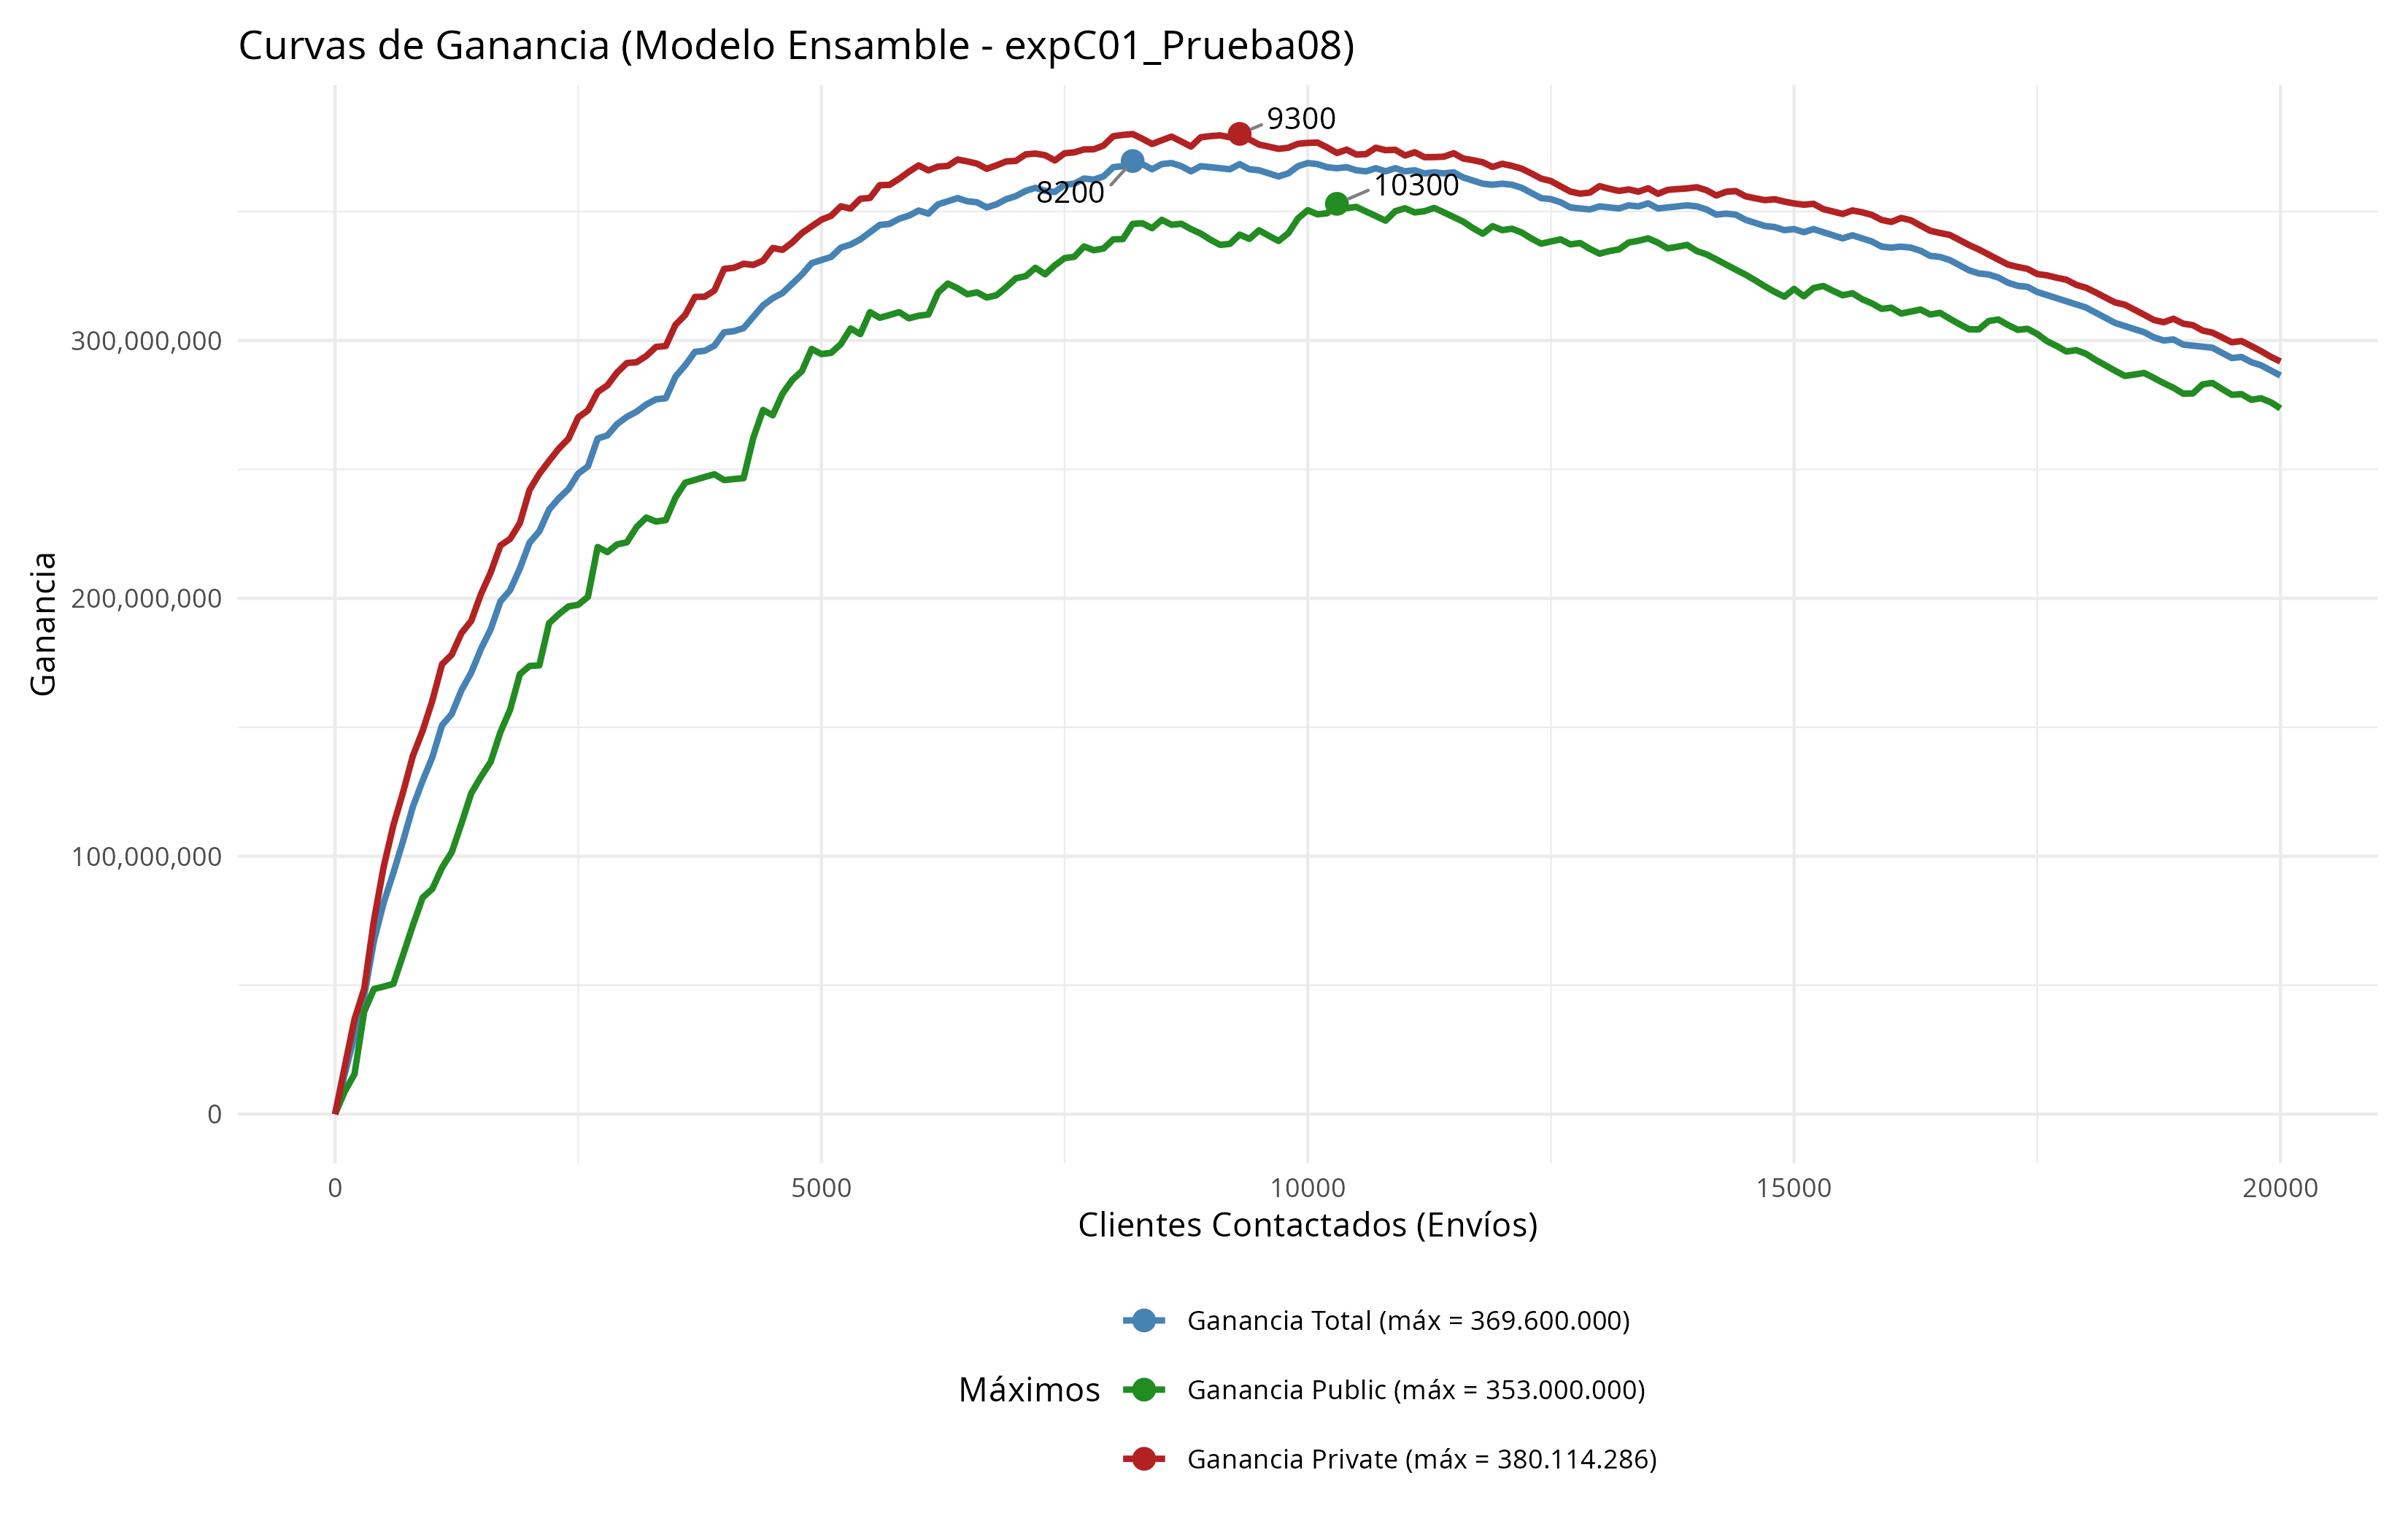 Curvas de Ganancia (Modelo Ensamble - expC01_Prueba08)
9300
8200
10300
Ganancia
300,000,000
200,000,000
100,000,000
0
0
5000
10000
15000
20000
Clientes Contactados (Envíos)
Máximos
Ganancia Total (máx = 369.600.000)
Ganancia Public (máx = 353.000.000)
Ganancia Private (máx = 380.114.286)